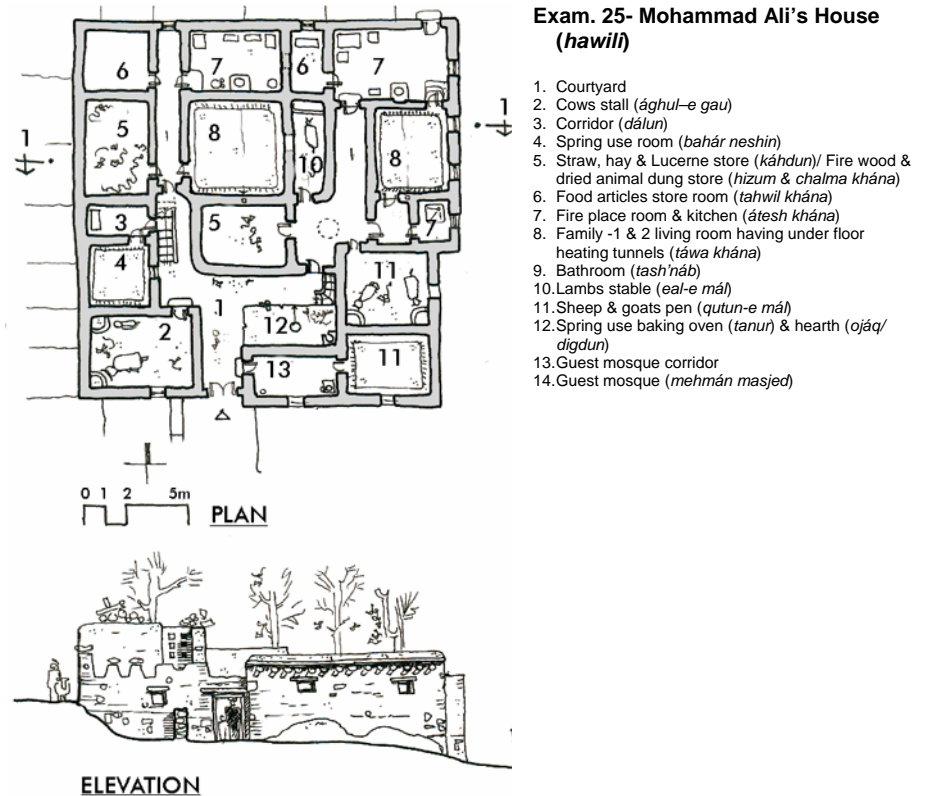 Exam. 25- Mohammad Ali's House
(hawili)
1. Courtyard
2. Cows stall (ághul–e gau)
3. Corridor (dálun)
4. Spring use room (bahár neshin)
5. Straw, hay & Lucerne store (káhdun)/ Fire wood &
dried animal dung store (hizum & chalma khána)
6. Food articles store room (tahwil khána)
7. Fire place room & kitchen (átesh khána)
8. Family -1 & 2 living room having under floor
heating tunnels (táwa khána)
9. Bathroom (tash'náb)
10.Lambs stable (eal-e mál)
11.Sheep & goats pen (qutun-e mál)
12.Spring use baking oven (tanur) & hearth (ojáq/
digdun)
13.Guest mosque corridor
14.Guest mosque (mehmán masjed)
6 7 6 7
1 5 8 10 8 1
3 5 7
4 11
1
2 12
13 11
0 1 2 5m
PLAN
ELEVATION